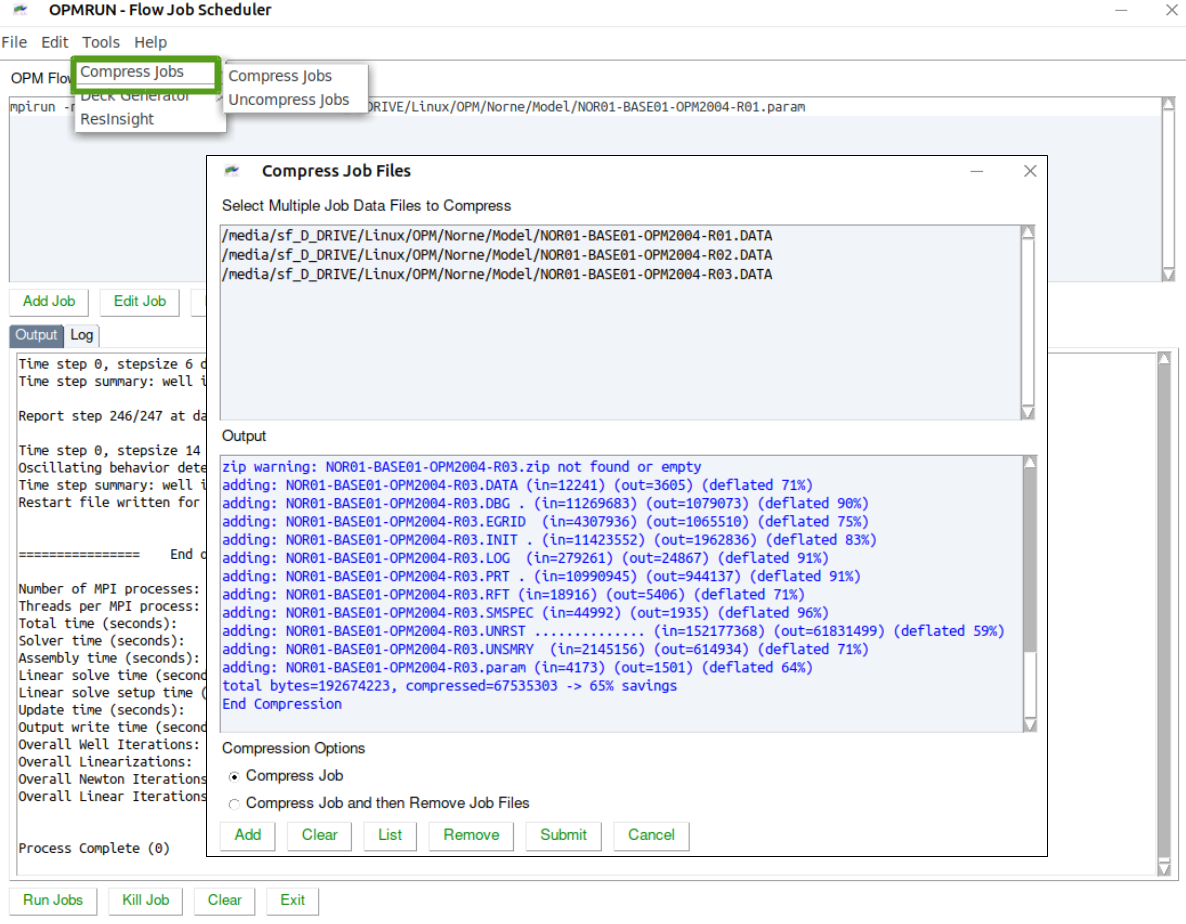 OPMRUN - Flow Job Scheduler
File Edit Tools Help
OPM Flow
Compress Jobs
Deck Generator
ResInsight
Compress Jobs
Uncompress Jobs
mpirun DRIVE/Linux/OPM/Norne/Model/NOR01-BASE01-OPM2004-R01.param
Compress Job Files
Select Multiple Job Data Files to Compress
/media/sf_D_DRIVE/Linux/OPM/Norne/Model/NOR01-BASE01-OPM2004-R01.DATA
/media/sf_D_DRIVE/Linux/OPM/Norne/Model/NOR01-BASE01-OPM2004-R02.DATA
/media/sf_D_DRIVE/Linux/OPM/Norne/Model/NOR01-BASE01-OPM2004-R03.DATA
Add Job Edit Job
Output Log
Time step 0, stepsize 6 d
Time step summary: well i
Report step 246/247 at da
Time step 0, stepsize 14
Oscillating behavior dete
Time step summary: well i
Restart file written for
================ End o
Number of MPI processes:
Threads per MPI process:
Total time (seconds):
Solver time (seconds):
Assembly time (seconds):
Linear solve time (second
Linear solve setup time (
Update time (seconds):
Output write time (second
Overall Well Iterations:
Overall Linearizations:
Overall Newton Iterations
Overall Linear Iterations
Process Complete (0)
Output
zip warning: NOR01-BASE01-OPM2004-R03.zip not found or empty
adding: NOR01-BASE01-OPM2004-R03.DATA (in=12241) (out=3605) (deflated 71%)
adding: NOR01-BASE01-OPM2004-R03.DBG . (in=11269683) (out=1079073) (deflated 90%)
adding: NOR01-BASE01-OPM2004-R03.EGRID (in=4307936) (out=1065510) (deflated 75%)
adding: NOR01-BASE01-OPM2004-R03.INIT . (in=11423552) (out=1962836) (deflated 83%)
adding: NOR01-BASE01-OPM2004-R03.LOG (in=279261) (out=24867) (deflated 91%)
adding: NOR01-BASE01-OPM2004-R03.PRT . (in=10990945) (out=944137) (deflated 91%)
adding: NOR01-BASE01-OPM2004-R03.RFT (in=18916) (out=5406) (deflated 71%)
adding: NOR01-BASE01-OPM2004-R03.SMSPEC (in=44992) (out=1935) (deflated 96%)
adding: NOR01-BASE01-OPM2004-R03.UNRST .............. (in=152177368) (out=61831499) (deflated 59%)
adding: NOR01-BASE01-OPM2004-R03.UNSMRY (in=2145156) (out=614934) (deflated 71%)
adding: NOR01-BASE01-OPM2004-R03.param (in=4173) (out=1501) (deflated 64%)
total bytes=192674223, compressed=67535303 -> 65% savings
End Compression
Compression Options
Compress Job
Compress Job and then Remove Job Files
Add Clear List Remove Submit Cancel
Run Jobs Kill Job Clear Exit